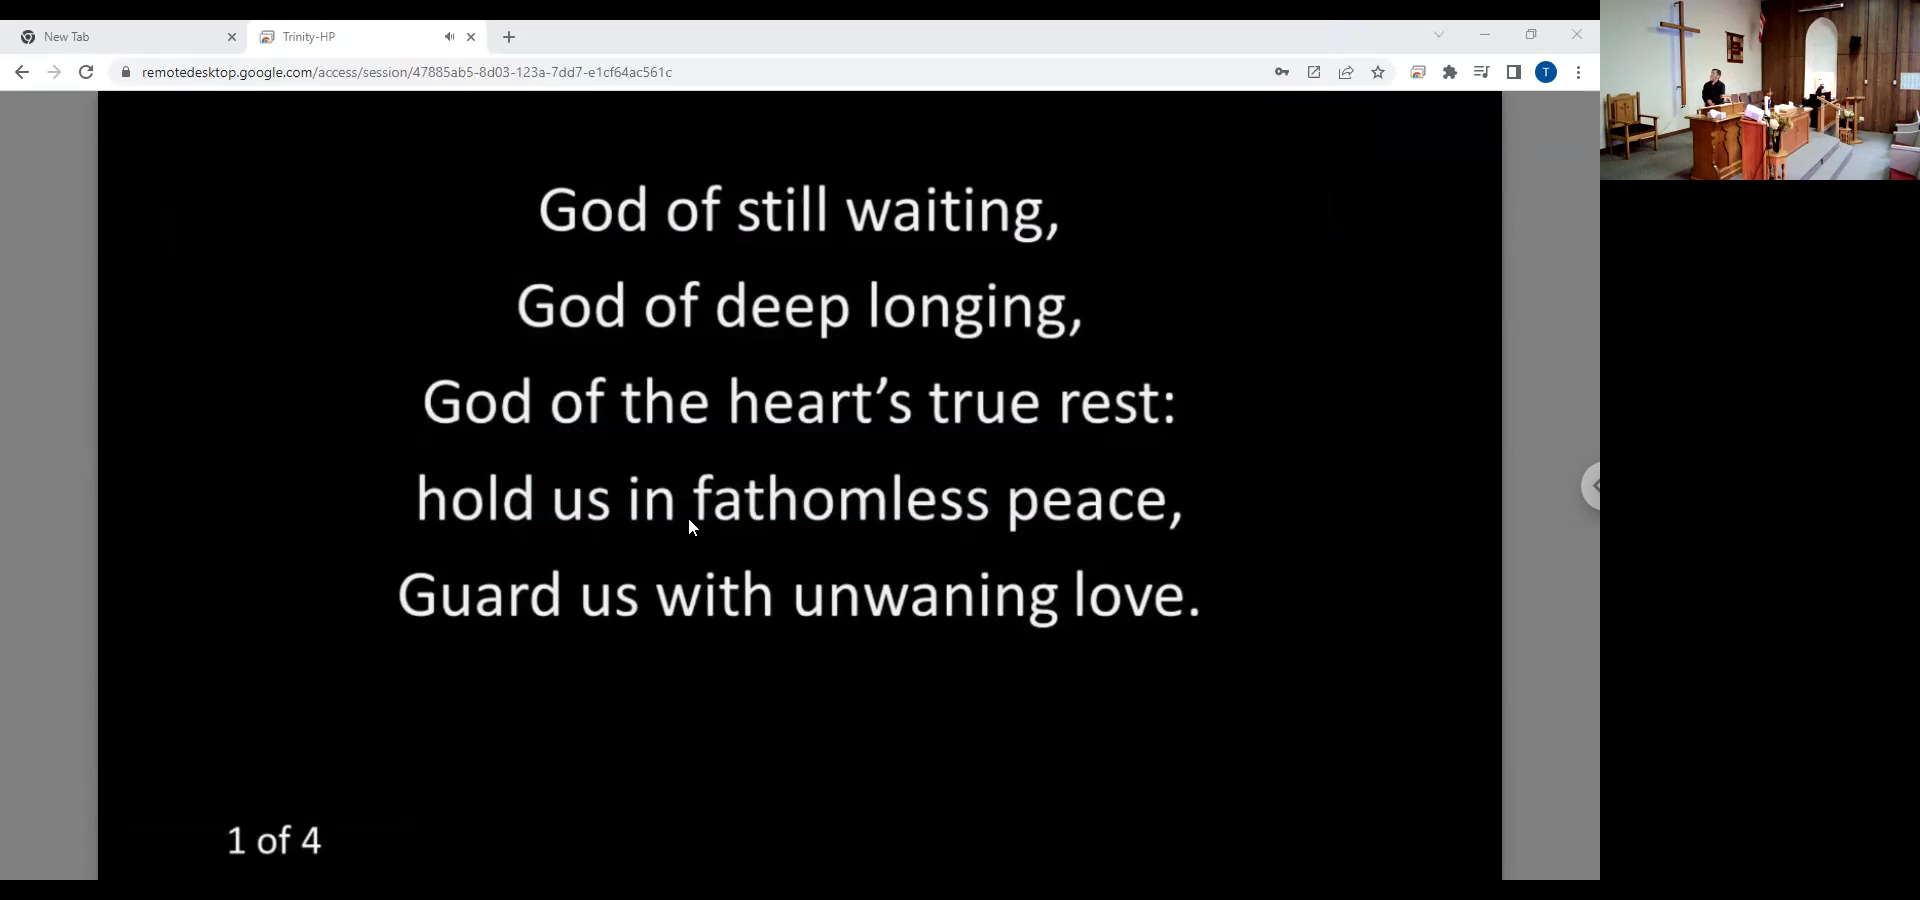 New Tab
Trinity-HP
remotedesktop.google.com/access/session/47885ab5-8d03-123a-7dd7-e1cf64ac561c
T
God of still waiting,
God of deep longing,
God of the heart’s true rest:
hold us in fathomless peace,
Guard us with unwaning love.
1 of 4